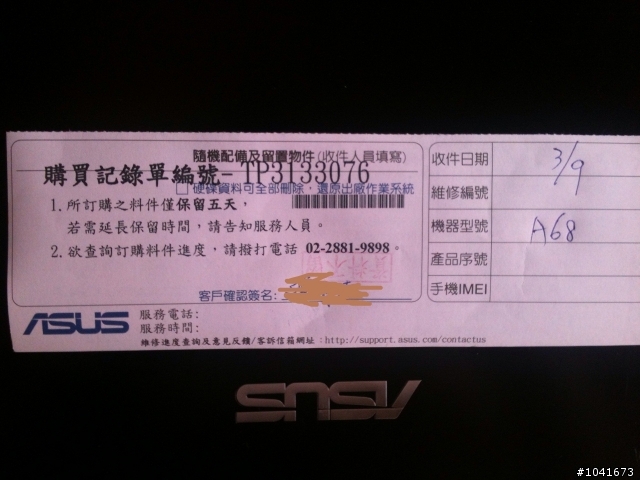 隨機配備及留置物件(收件人員填寫)
購買記錄單編號-TP3133076
□硬碟資料可全部刪除，還原出廠作業系統
1. 所訂購之料件僅保留五天，
若需延長保留時間，請告知服務人員。
2. 欲查詢訂購料件進度，請撥打電話 02-2881-9898。
客戶確認簽名：
收件日期 3/9
維修編號
機器型號 A68
產品序號
手機IMEI
ASUS
服務電話：
服務時間：
維修進度查詢及意見反饋/客訴信箱網址：http://support.asus.com/contactus
ASUS
#1041673